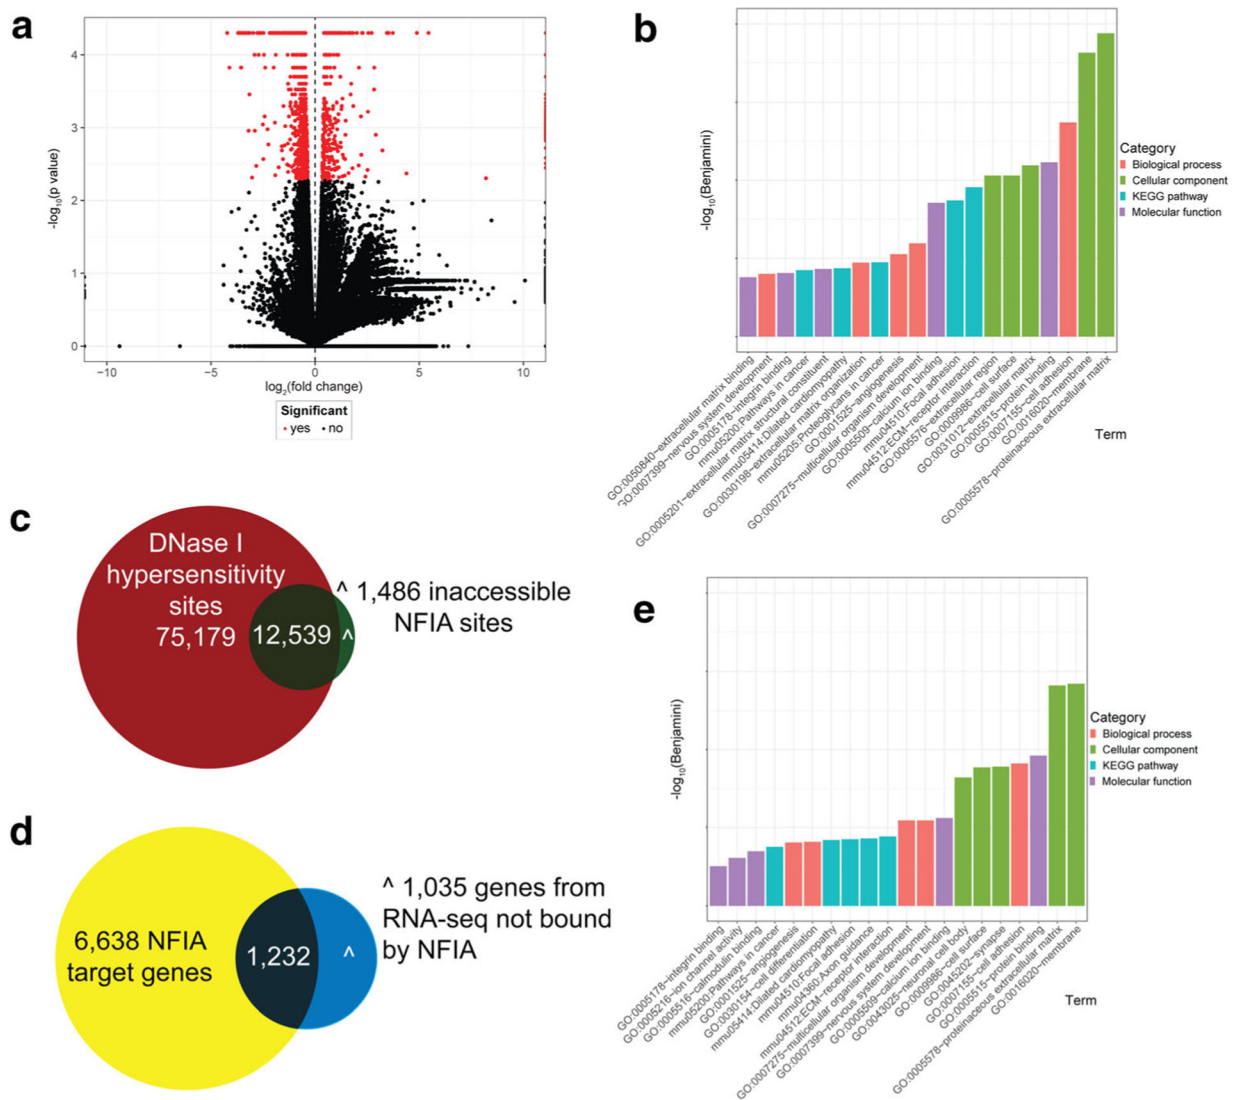 a
4
3
2
1
0
-log10(p value)
−10
−5
0
5
10
log2(fold change)
Significant
yes
no
b
-log10(Benjamini)
GO:0050840~extracellular matrix binding
GO:0007399~nervous system development
GO:0005178~integrin binding
mmu05200:Pathways in cancer
GO:0005201~extracellular matrix structural constituent
mmu05414:Dilated cardiomyopathy
GO:0030198~extracellular matrix organization
mmu05205:Proteoglycans in cancer
GO:0001525~angiogenesis
GO:0007275~multicellular organism development
GO:0005509~calcium ion binding
mmu04510:Focal adhesion
mmu04512:ECM~receptor interaction
GO:0005576~extracellular region
GO:0009986~cell surface
GO:0031012~extracellular matrix
GO:0005515~protein binding
GO:0007155~cell adhesion
GO:0016020~membrane
GO:0005578~proteinaceous extracellular matrix
Term
Category
Biological process
Cellular component
KEGG pathway
Molecular function
c
DNase I
hypersensitivity
sites
75,179
12,539
^
^ 1,486 inaccessible
NFIA sites
d
6,638 NFIA
target genes
1,232
^
^ 1,035 genes from
RNA-seq not bound
by NFIA
e
-log10(Benjamini)
GO:0005178~integrin binding
GO:0005216~ion channel activity
GO:0005516~calmodulin binding
mmu05200:Pathways in cancer
GO:0001525~angiogenesis
GO:0030154~cell differentiation
mmu05414:Dilated cardiomyopathy
mmu04510:Focal adhesion
mmu04360:Axon guidance
mmu04512:ECM~receptor interaction
GO:0007275~multicellular organism development
GO:0007399~nervous system development
GO:0005509~calcium ion binding
GO:0043025~neuronal cell body
GO:0009986~cell surface
GO:0045202~synapse
GO:0007155~cell adhesion
GO:0005515~protein binding
GO:0005578~proteinaceous extracellular matrix
GO:0016020~membrane
Term
Category
Biological process
Cellular component
KEGG pathway
Molecular function